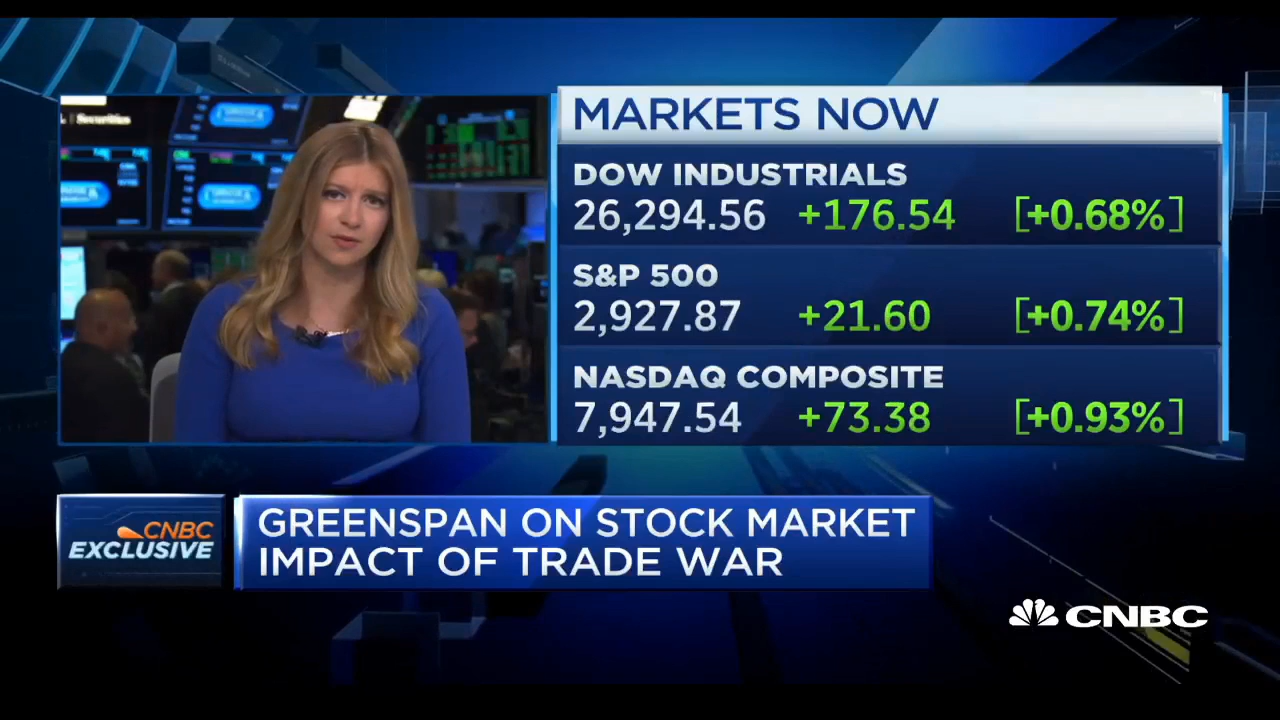 Securities
MARKETS NOW
DOW INDUSTRIALS
26,294.56 +176.54 [+0.68%]
S&P 500
2,927.87 +21.60 [+0.74%]
NASDAQ COMPOSITE
7,947.54 +73.38 [+0.93%]
CNBC
EXCLUSIVE
GREENSPAN ON STOCK MARKET
IMPACT OF TRADE WAR
CNBC